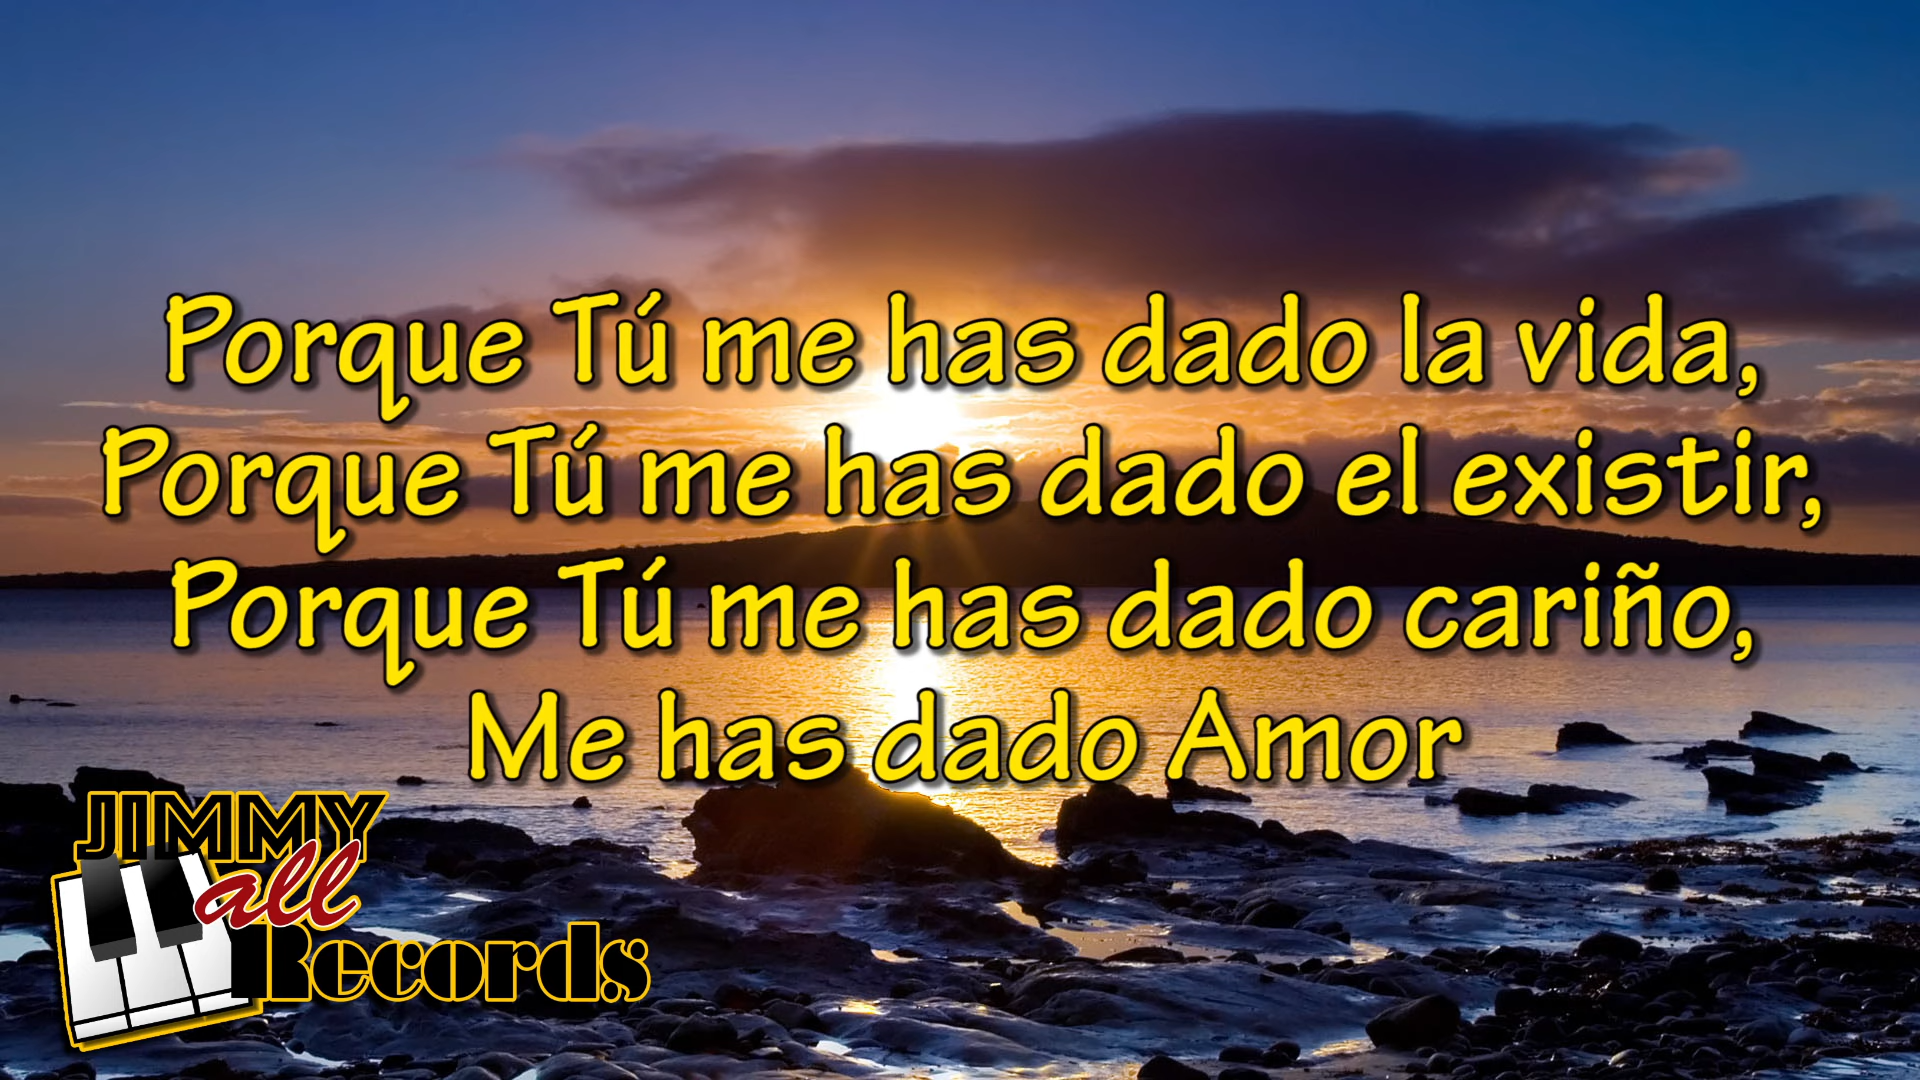 Porque Tú me has dado la vida,
Porque Tú me has dado el existir,
Porque Tú me has dado cariño,
Me has dado Amor
JIMMY
all
Records